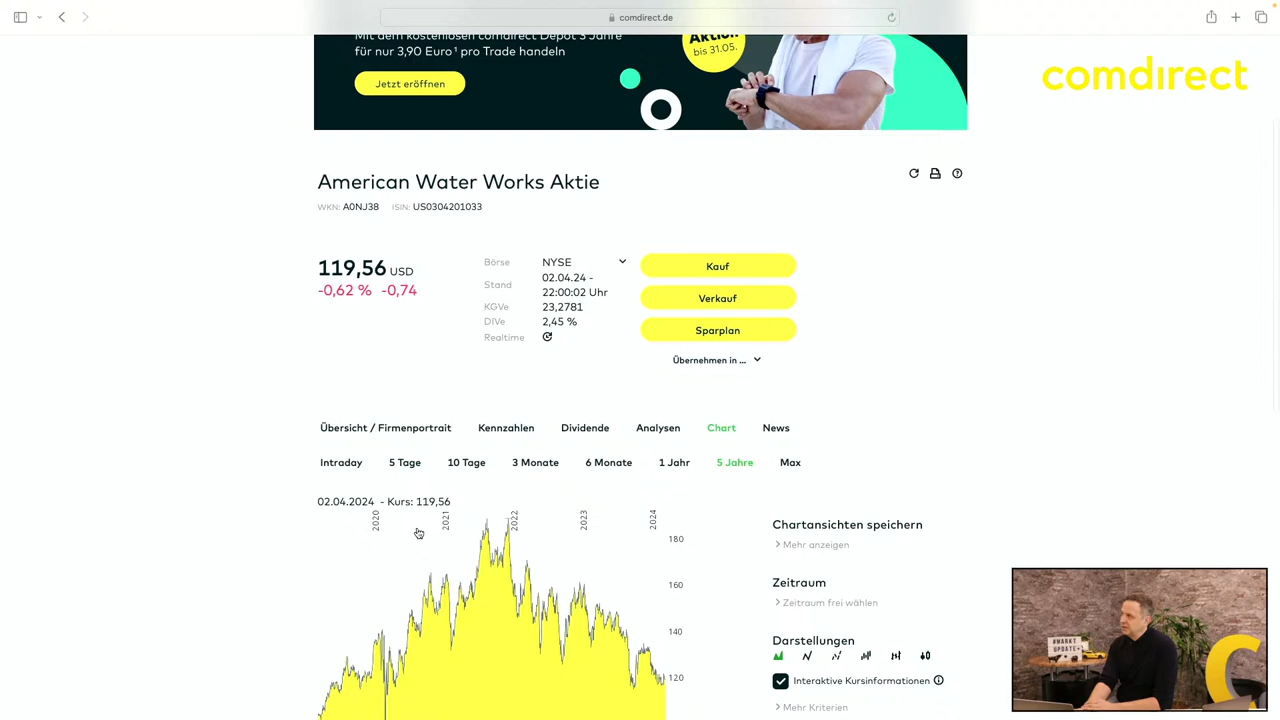 comdirect.de
Mit dem kostenlosen comdirect Depot 3 Jahre
für nur 3,90 Euro¹ pro Trade handeln
Jetzt eröffnen
Aktion
bis 31.05.
comdirect
American Water Works Aktie
WKN: A0NJ38 ISIN: US0304201033
119,56 USD
-0,62 % -0,74
Börse NYSE
Stand 02.04.24 -
22:00:02 Uhr
KGVe 23,2781
DIVe 2,45 %
Realtime
Kauf
Verkauf
Sparplan
Übernehmen in ...
Übersicht / Firmenportrait Kennzahlen Dividende Analysen Chart News
Intraday 5 Tage 10 Tage 3 Monate 6 Monate 1 Jahr 5 Jahre Max
02.04.2024 - Kurs: 119,56
2020 2021 2022 2023 2024
180
160
140
120
Chartansichten speichern
Mehr anzeigen
Zeitraum
Zeitraum frei wählen
Darstellungen
Interaktive Kursinformationen
Mehr Kriterien
#MARKT
UPDATE